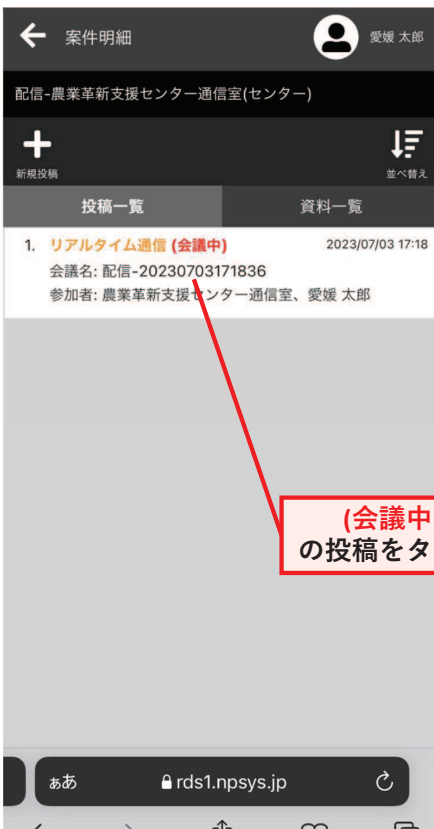 案件明細
愛媛 太郎
配信-農業革新支援センター通信室(センター)
新規投稿
並べ替え
投稿一覧
資料一覧
1. リアルタイム通信 (会議中) 2023/07/03 17:18
会議名: 配信-20230703171836
参加者: 農業革新支援センター通信室、愛媛 太郎
(会議中
の投稿をタ
ぁあ
rds1.npsys.jp